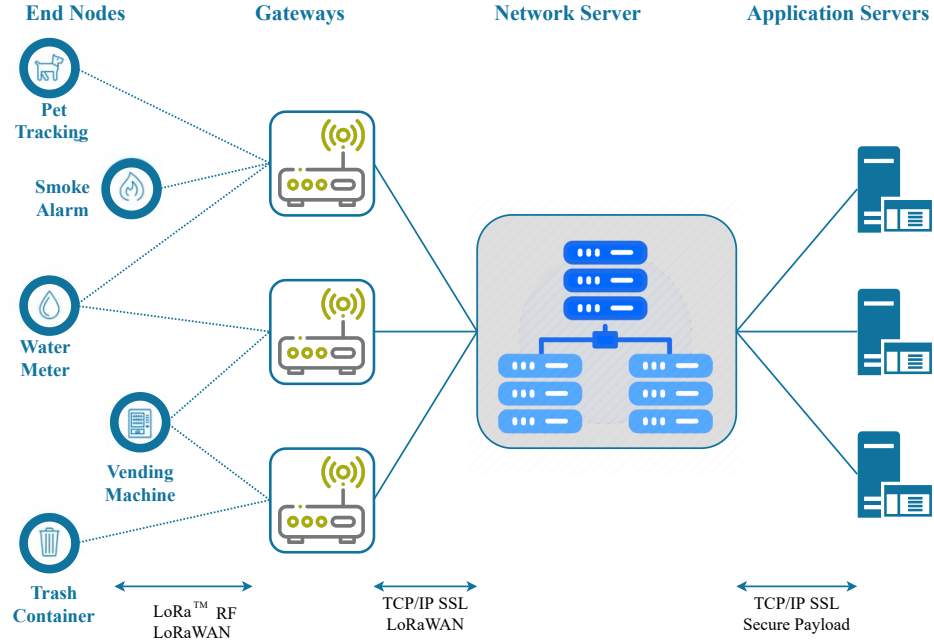 End Nodes
Gateways
Network Server
Application Servers
Pet
Tracking
Smoke
Alarm
Water
Meter
Vending
Machine
Trash
Container
LoRa™ RF
LoRaWAN
TCP/IP SSL
LoRaWAN
TCP/IP SSL
Secure Payload